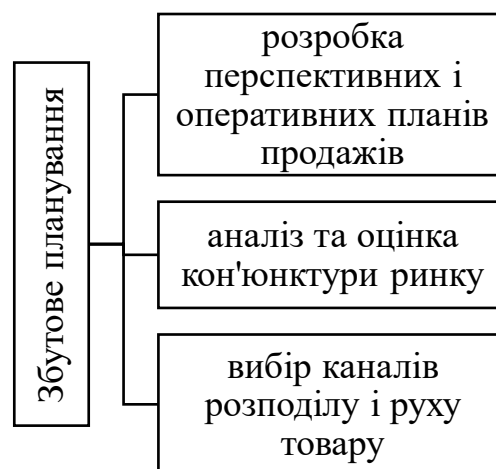 Збутове планування
розробка
перспективних і
оперативних планів
продажів
аналіз та оцінка
кон'юнктури ринку
вибір каналів
розподілу і руху
товару